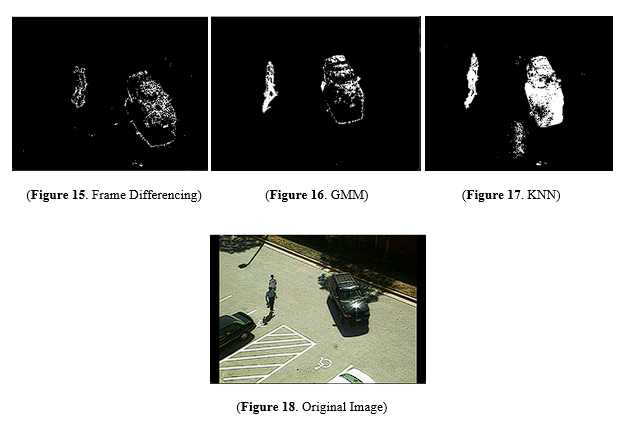 (Figure 15. Frame Differencing)
(Figure 16. GMM)
(Figure 17. KNN)
(Figure 18. Original Image)